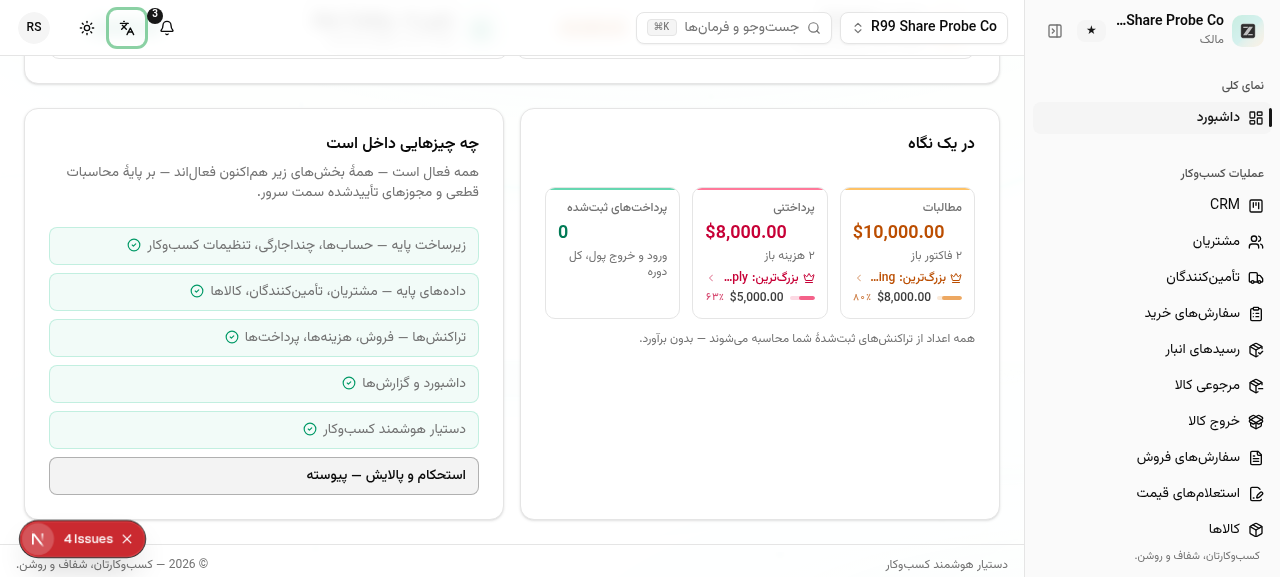 Share Probe Co…
مالک
نمای کلی
داشبورد
عملیات کسب‌وکار
CRM
مشتریان
تأمین‌کنندگان
سفارش‌های خرید
رسیدهای انبار
مرجوعی کالا
خروج کالا
سفارش‌های فروش
استعلام‌های قیمت
کالاها
کسب‌وکارتان، شفاف و روشن.
R99 Share Probe Co
جست‌وجو و فرمان‌ها
⌘K
3
RS
در یک نگاه
مطالبات
$10,000.00
۲ فاکتور باز
بزرگ‌ترین: ing…
$8,000.00
۸۰٪
پرداختنی
$8,000.00
۲ هزینه باز
بزرگ‌ترین: ply…
$5,000.00
۶۳٪
پرداخت‌های ثبت‌شده
0
ورود و خروج پول، کل
دوره
همه اعداد از تراکنش‌های ثبت‌شدهٔ شما محاسبه می‌شوند — بدون برآورد.
چه چیزهایی داخل است
همه فعال است — همهٔ بخش‌های زیر هم‌اکنون فعال‌اند — بر پایهٔ محاسبات
قطعی و مجوزهای تأییدشده سمت سرور.
زیرساخت پایه — حساب‌ها، چنداجارگی، تنظیمات کسب‌وکار
داده‌های پایه — مشتریان، تأمین‌کنندگان، کالاها
تراکنش‌ها — فروش، هزینه‌ها، پرداخت‌ها
داشبورد و گزارش‌ها
دستیار هوشمند کسب‌وکار
استحکام و پالایش — پیوسته
4 Issues
دستیار هوشمند کسب‌وکار
© 2026 — کسب‌وکارتان، شفاف و روشن.